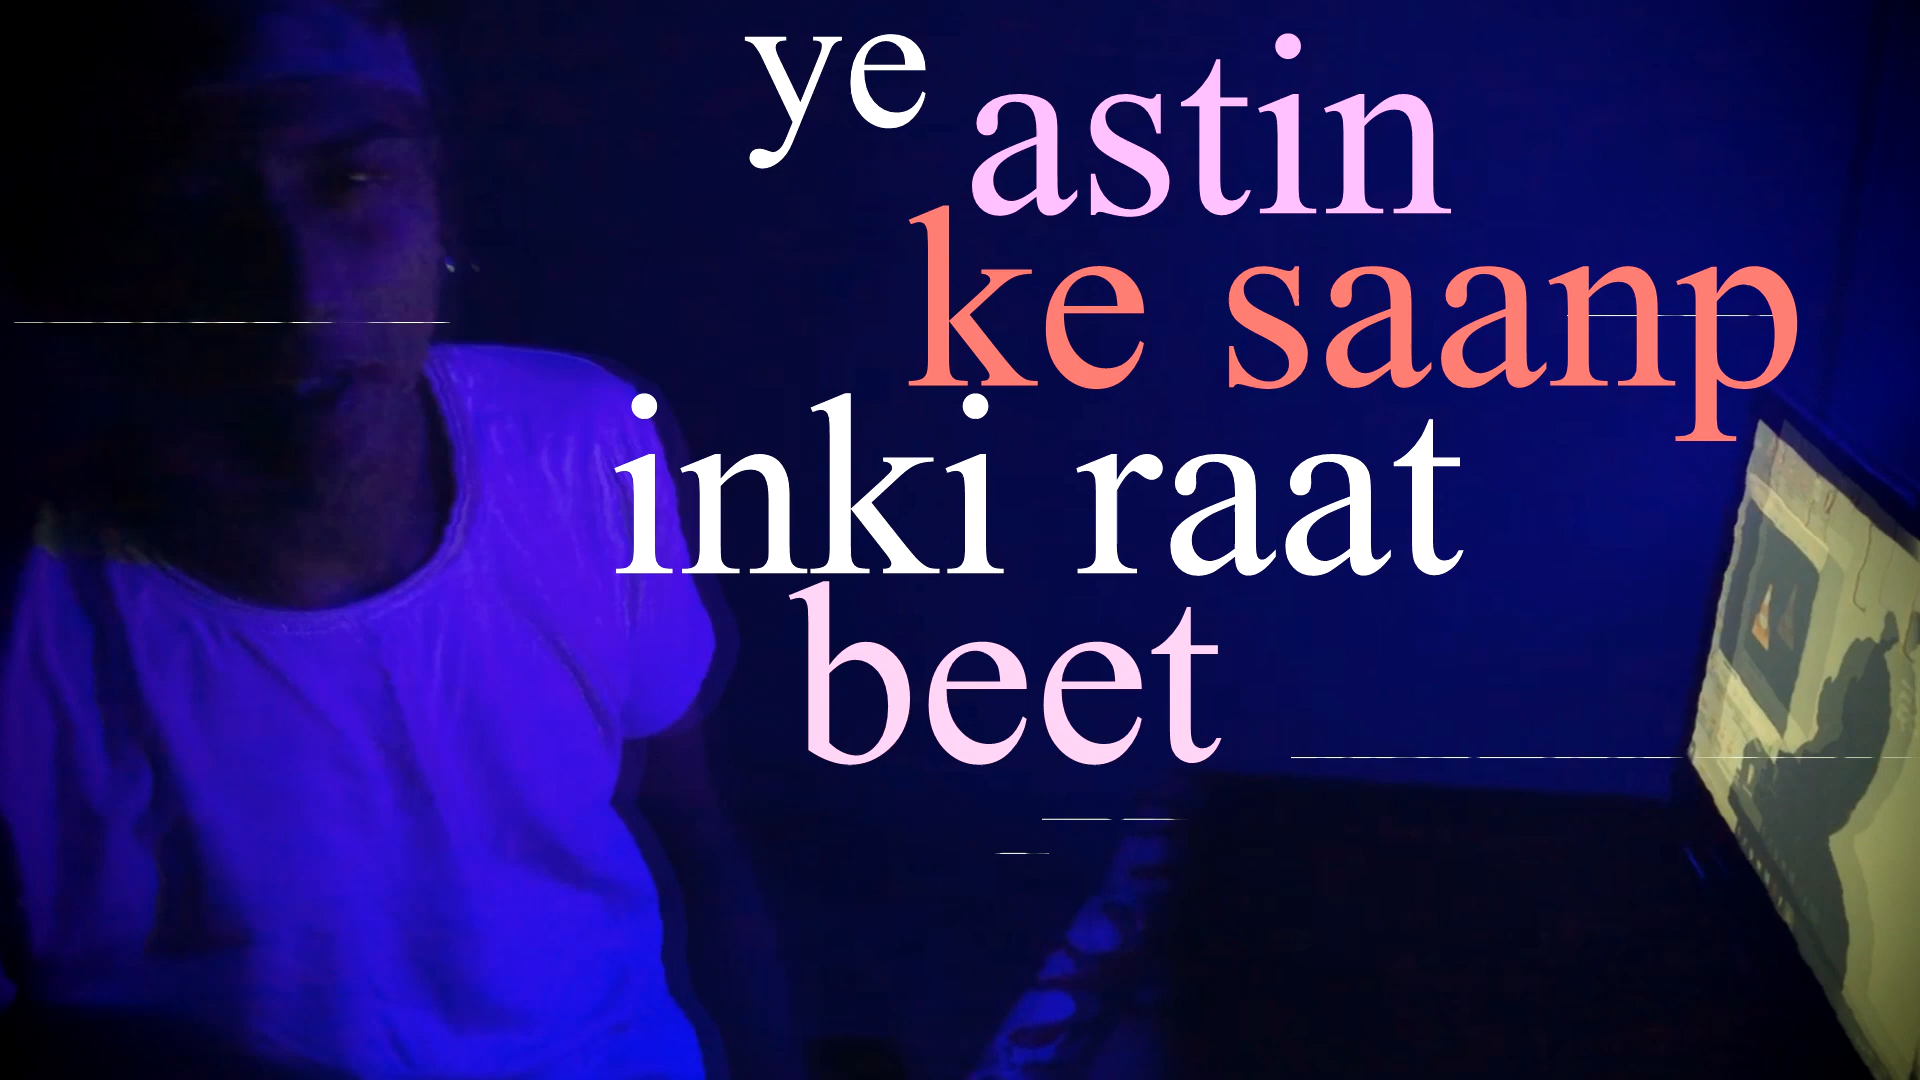 ye astin
ke saanp
inki raat
beet